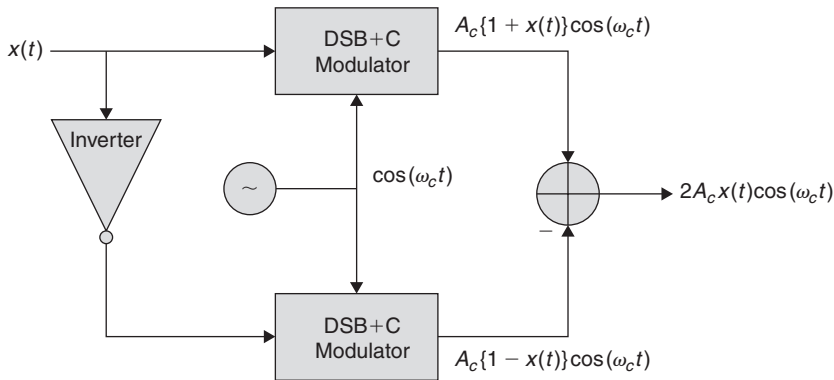 x(t)
DSB+C
Modulator
A_c{1 + x(t)}cos(ω_c t)
Inverter
~
cos(ω_c t)
2A_c x(t)cos(ω_c t)
−
DSB+C
Modulator
A_c{1 − x(t)}cos(ω_c t)